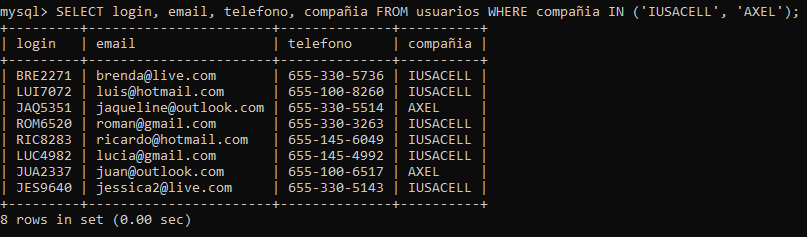 mysql> SELECT login, email, telefono, compañia FROM usuarios WHERE compañia IN ('IUSACELL', 'AXEL');
+---------+----------------------+--------------+----------+
| login   | email                | telefono     | compañia |
+---------+----------------------+--------------+----------+
| BRE2271 | brenda@live.com      | 655-330-5736 | IUSACELL |
| LUI7072 | luis@hotmail.com     | 655-100-8260 | IUSACELL |
| JAQ5351 | jaqueline@outlook.com | 655-330-5514 | AXEL     |
| ROM6520 | roman@gmail.com      | 655-330-3263 | IUSACELL |
| RIC8283 | ricardo@hotmail.com  | 655-145-6049 | IUSACELL |
| LUC4982 | lucia@gmail.com      | 655-145-4992 | IUSACELL |
| JUA2337 | juan@outlook.com     | 655-100-6517 | AXEL     |
| JES9640 | jessica2@live.com    | 655-330-5143 | IUSACELL |
+---------+----------------------+--------------+----------+
8 rows in set (0.00 sec)